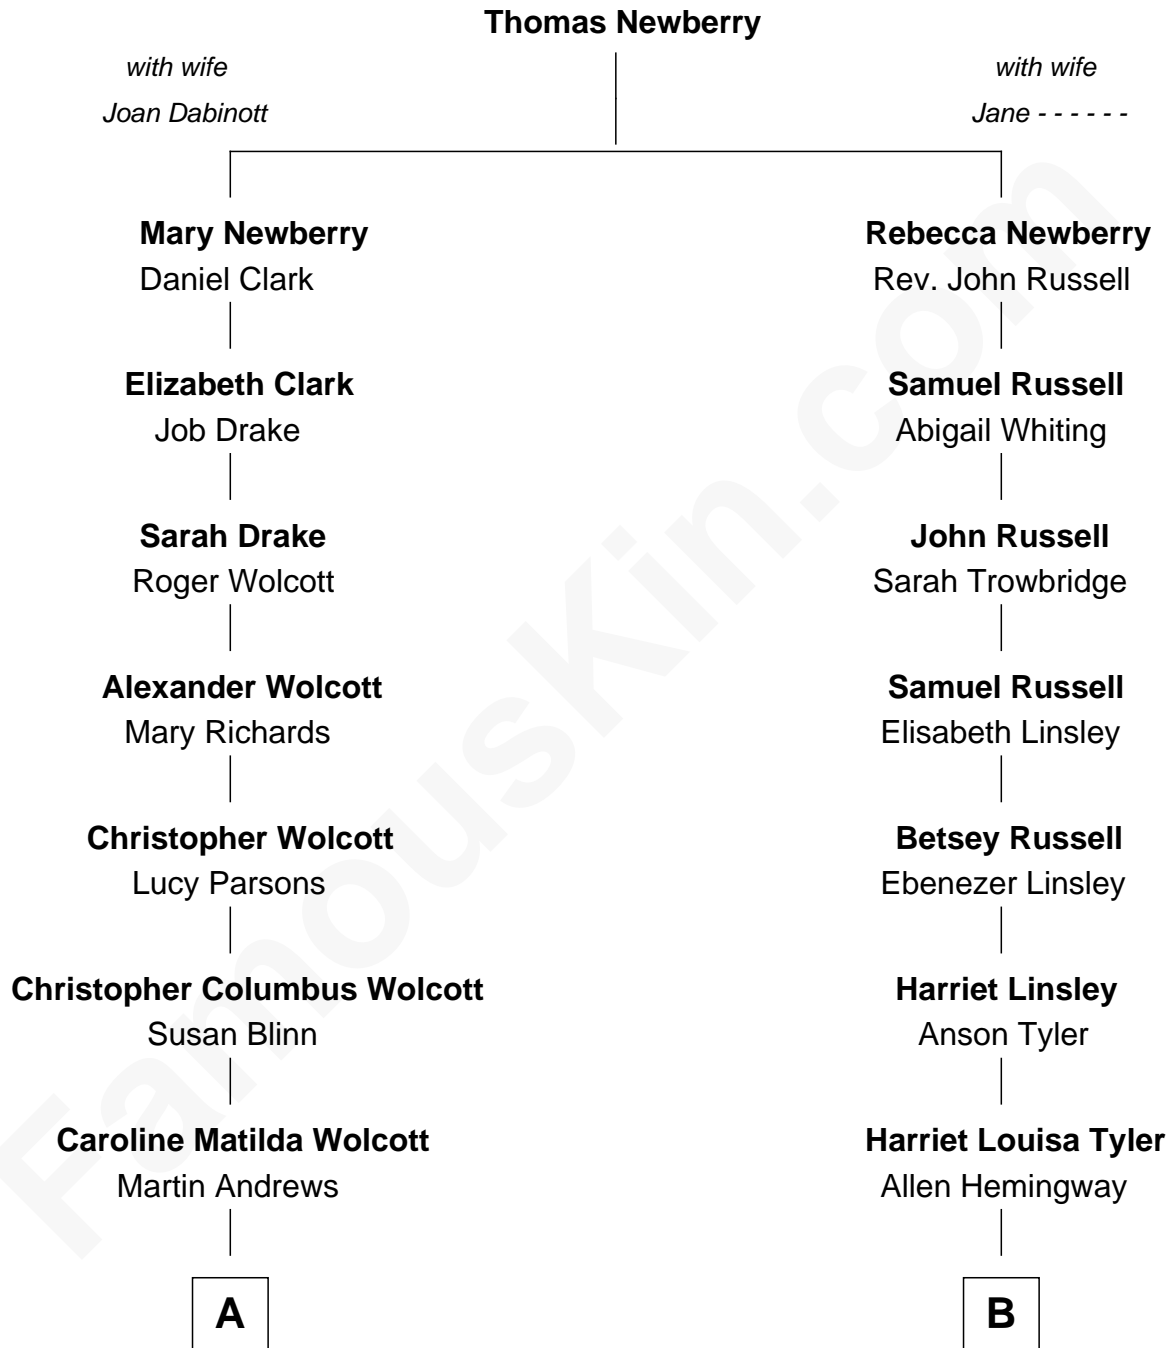 Thomas Newberry
with wife
Joan Dabinott
with wife
Jane - - - - - -
Mary Newberry
Daniel Clark
Rebecca Newberry
Rev. John Russell
Elizabeth Clark
Job Drake
Samuel Russell
Abigail Whiting
Sarah Drake
Roger Wolcott
John Russell
Sarah Trowbridge
Alexander Wolcott
Mary Richards
Samuel Russell
Elisabeth Linsley
Christopher Wolcott
Lucy Parsons
Betsey Russell
Ebenezer Linsley
Christopher Columbus Wolcott
Susan Blinn
Harriet Linsley
Anson Tyler
Caroline Matilda Wolcott
Martin Andrews
Harriet Louisa Tyler
Allen Hemingway
A
B
FamousKin.com